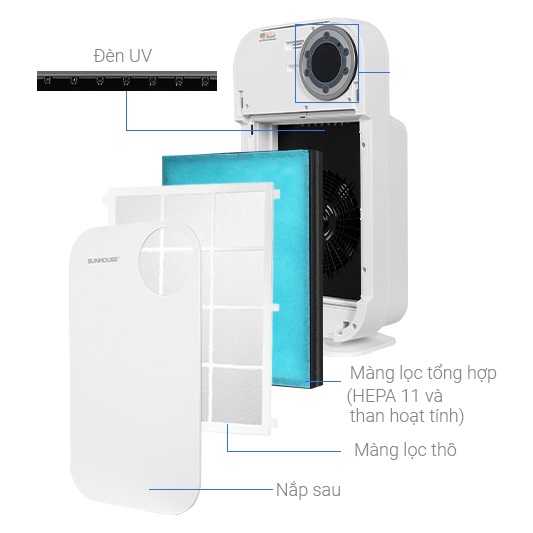 Đèn UV
SUNHOUSE
Màng lọc tổng hợp
(HEPA 11 và
than hoạt tính)
Màng lọc thô
Nắp sau